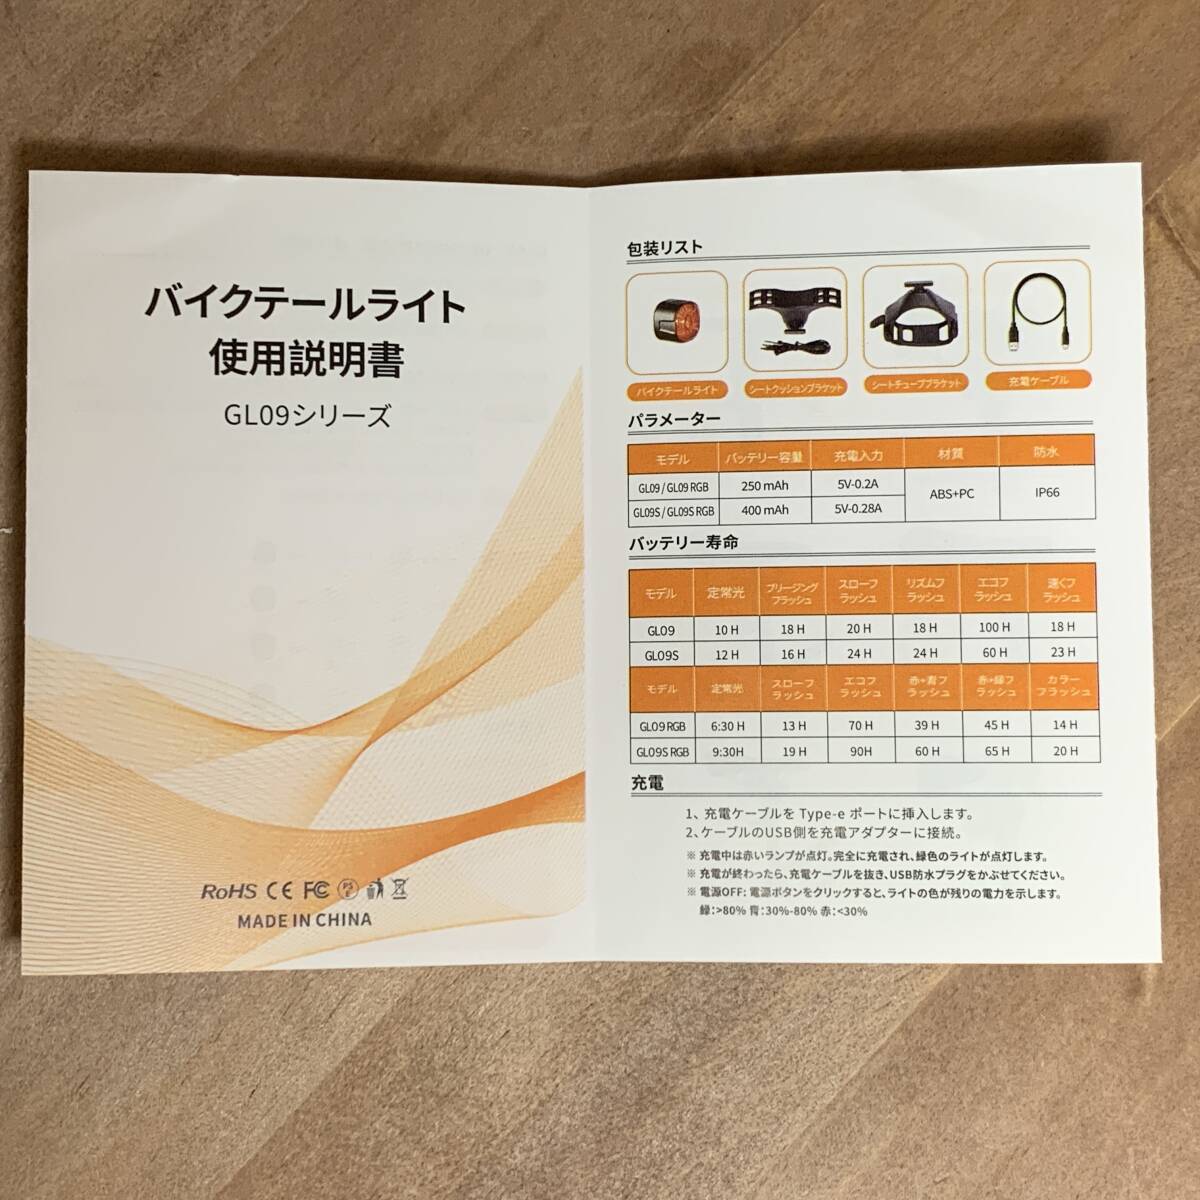 バイクテールライト
使用説明書
GL09シリーズ
RoHS CE FC
MADE IN CHINA
包装リスト
バイクテールライト シートクッションブラケット シートチューブブラケット 充電ケーブル
パラメーター
モデル バッテリー容量 充電入力 材質 防水
GL09 / GL09 RGB 250 mAh 5V-0.2A ABS+PC IP66
GL09S / GL09S RGB 400 mAh 5V-0.28A
バッテリー寿命
モデル 定常光 ブリージングフラッシュ スローフラッシュ リズムフラッシュ エコフラッシュ 速くフラッシュ
GL09 10 H 18 H 20 H 18 H 100 H 18 H
GL09S 12 H 16 H 24 H 24 H 60 H 23 H
モデル 定常光 スローフラッシュ エコフラッシュ 赤+青フラッシュ 赤+緑フラッシュ カラーフラッシュ
GL09 RGB 6:30 H 13 H 70 H 39 H 45 H 14 H
GL09S RGB 9:30H 19 H 90H 60 H 65 H 20 H
充電
1、充電ケーブルを Type-e ポートに挿入します。
2、ケーブルのUSB側を充電アダプターに接続。
※ 充電中は赤いランプが点灯。完全に充電され、緑色のライトが点灯します。
※ 充電が終わったら、充電ケーブルを抜き、USB防水プラグをかぶせてください。
※ 電源OFF: 電源ボタンをクリックすると、ライトの色が残りの電力を示します。
緑:>80% 青:30%-80% 赤:<30%